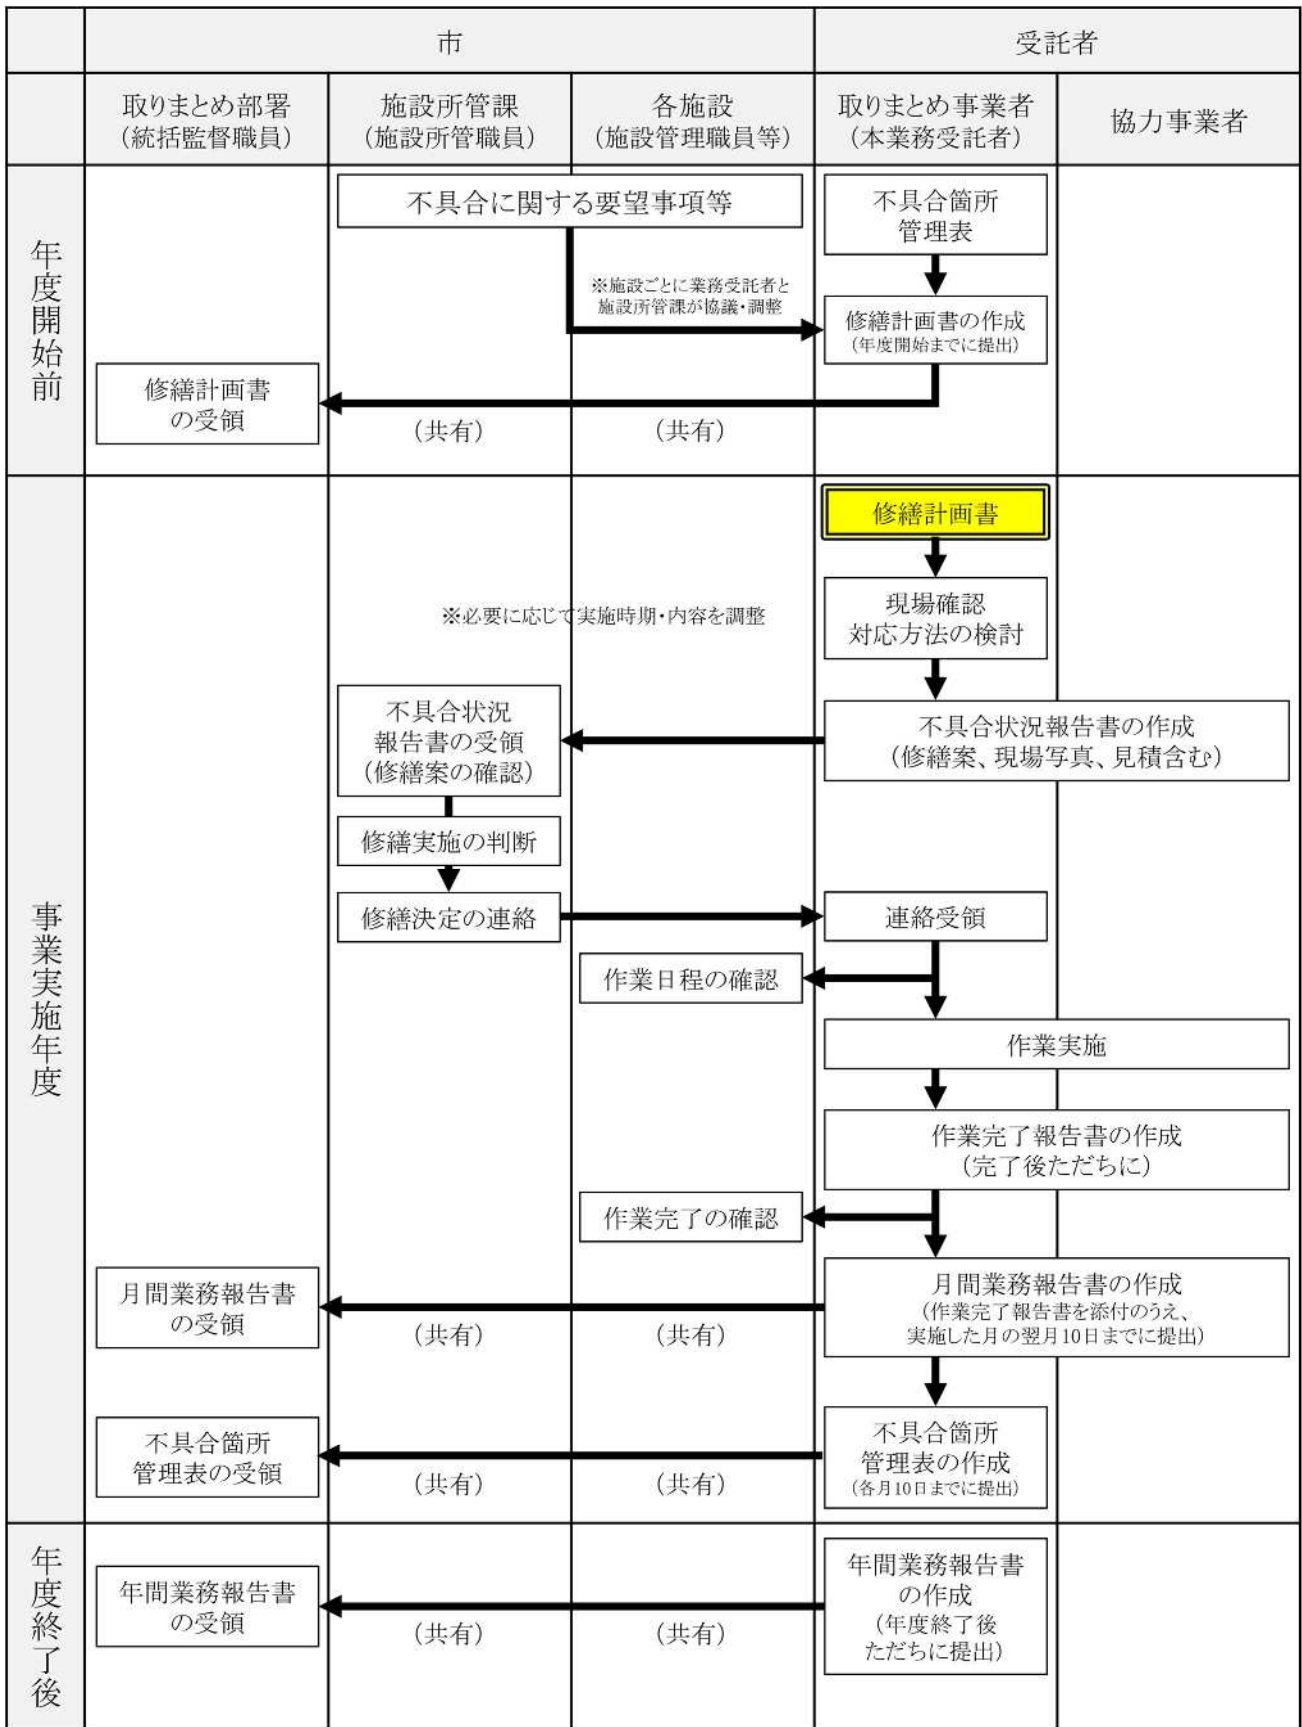 市
受託者
取りまとめ部署
(統括監督職員)
施設所管課
(施設所管職員)
各施設
(施設管理職員等)
取りまとめ事業者
(本業務受託者)
協力事業者
年度開始前
不具合に関する要望事項等
不具合箇所
管理表
※施設ごとに業務受託者と
施設所管課が協議・調整
修繕計画書の作成
(年度開始までに提出)
修繕計画書
の受領
(共有)
(共有)
事業実施年度
修繕計画書
※必要に応じて実施時期・内容を調整
現場確認
対応方法の検討
不具合状況
報告書の受領
(修繕案の確認)
不具合状況報告書の作成
(修繕案、現場写真、見積含む)
修繕実施の判断
修繕決定の連絡
連絡受領
作業日程の確認
作業実施
作業完了報告書の作成
(完了後ただちに)
作業完了の確認
月間業務報告書
の受領
(共有)
(共有)
月間業務報告書の作成
(作業完了報告書を添付のうえ、
実施した月の翌月10日までに提出)
不具合箇所
管理表の受領
(共有)
(共有)
不具合箇所
管理表の作成
(各月10日までに提出)
年度終了後
年間業務報告書
の受領
(共有)
(共有)
年間業務報告書
の作成
(年度終了後
ただちに提出)